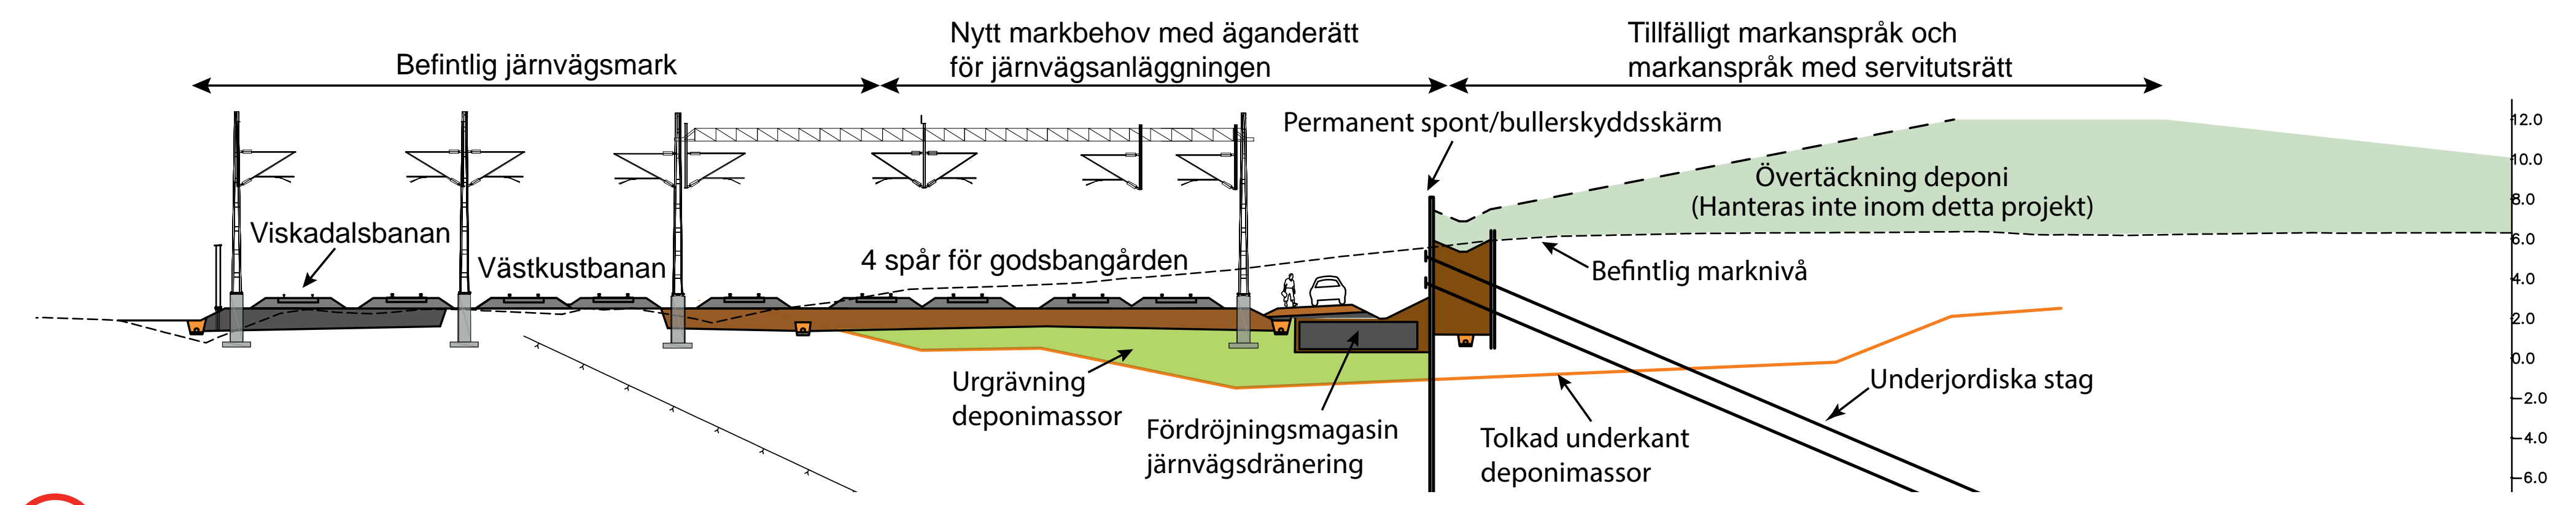 Befintlig järnvägsmark
Nytt markbehov med äganderätt
för järnvägsanläggningen
Tillfälligt markanspråk och
markanspråk med servitutsrätt
Permanent spont/bullerskyddsskärm
Övertäckning deponi
(Hanteras inte inom detta projekt)
Viskadalsbanan
Västkustbanan
4 spår för godsbangården
Befintlig marknivå
Urgrävning
deponimassor
Fördröjningsmagasin
järnvägsdränering
Tolkad underkant
deponimassor
Underjordiska stag
12.0
10.0
8.0
6.0
4.0
2.0
0.0
-2.0
-4.0
-6.0